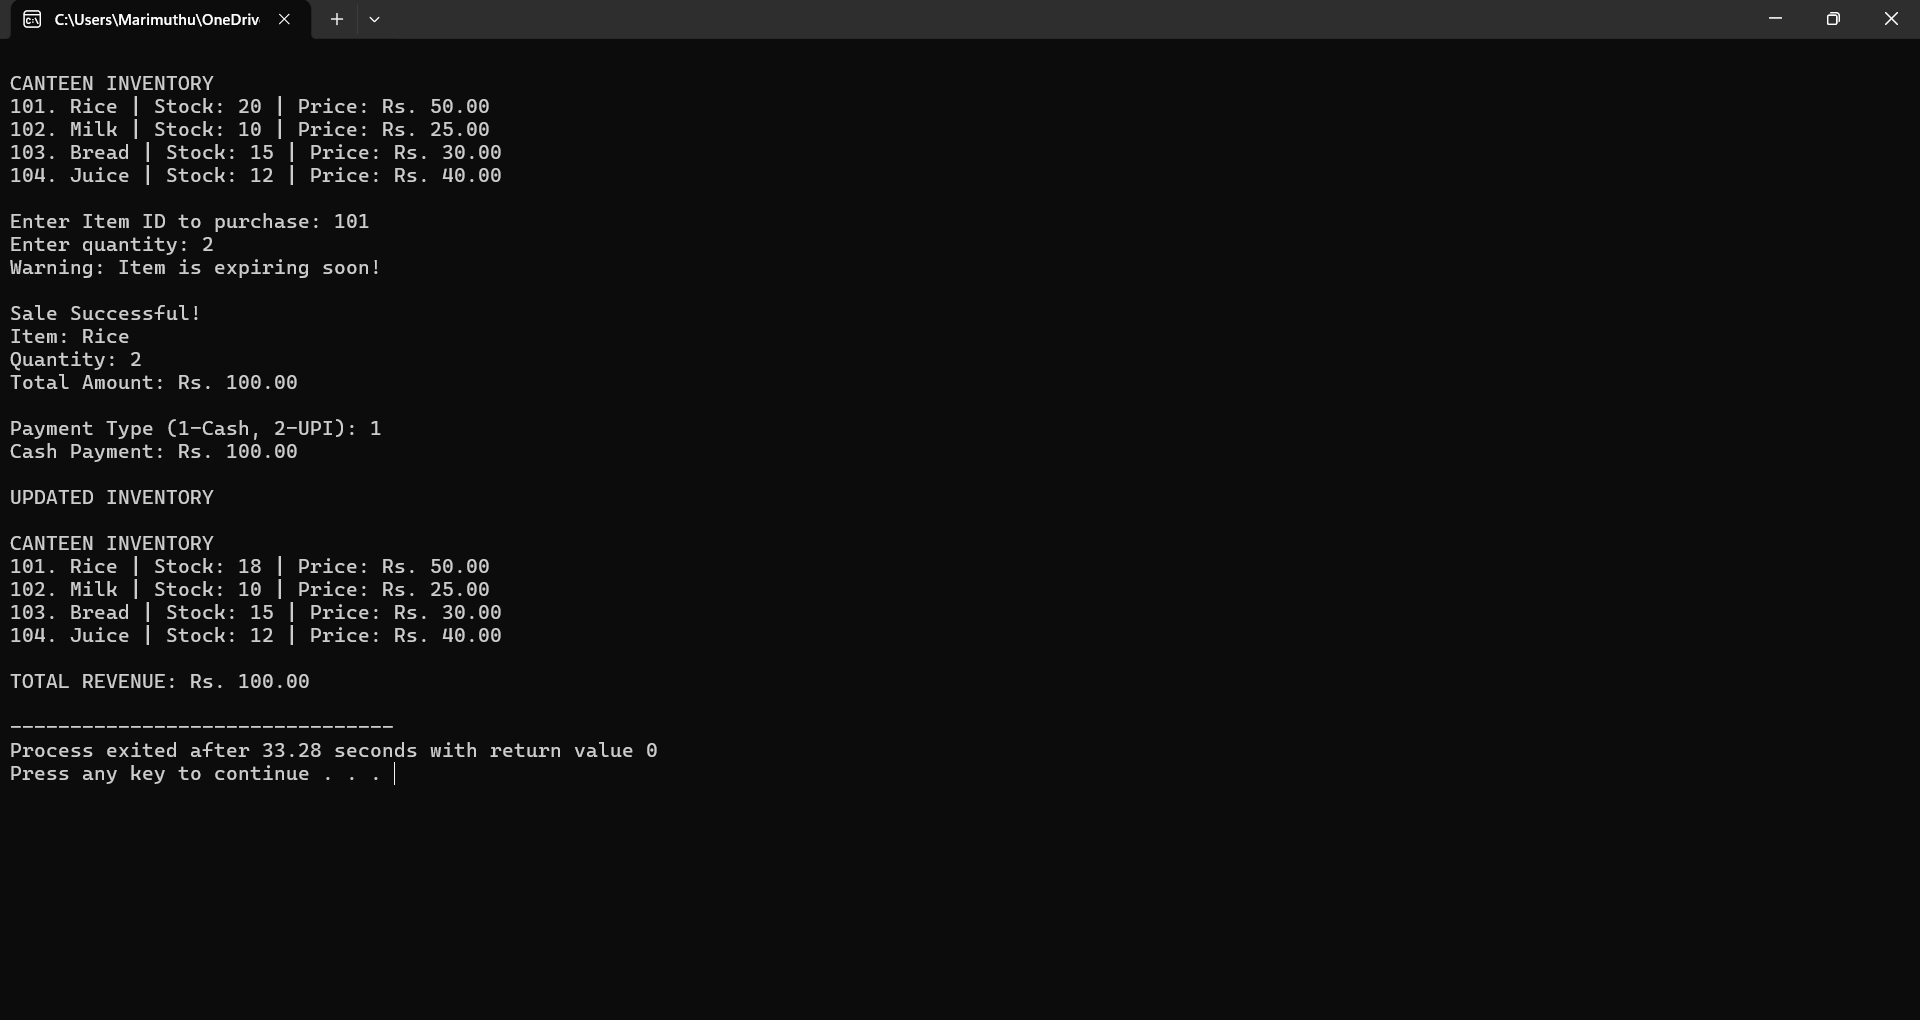 C:\Users\Marimuthu\OneDriv
CANTEEN INVENTORY
101. Rice | Stock: 20 | Price: Rs. 50.00
102. Milk | Stock: 10 | Price: Rs. 25.00
103. Bread | Stock: 15 | Price: Rs. 30.00
104. Juice | Stock: 12 | Price: Rs. 40.00
Enter Item ID to purchase: 101
Enter quantity: 2
Warning: Item is expiring soon!
Sale Successful!
Item: Rice
Quantity: 2
Total Amount: Rs. 100.00
Payment Type (1-Cash, 2-UPI): 1
Cash Payment: Rs. 100.00
UPDATED INVENTORY
CANTEEN INVENTORY
101. Rice | Stock: 18 | Price: Rs. 50.00
102. Milk | Stock: 10 | Price: Rs. 25.00
103. Bread | Stock: 15 | Price: Rs. 30.00
104. Juice | Stock: 12 | Price: Rs. 40.00
TOTAL REVENUE: Rs. 100.00
--------------------------------
Process exited after 33.28 seconds with return value 0
Press any key to continue . . .